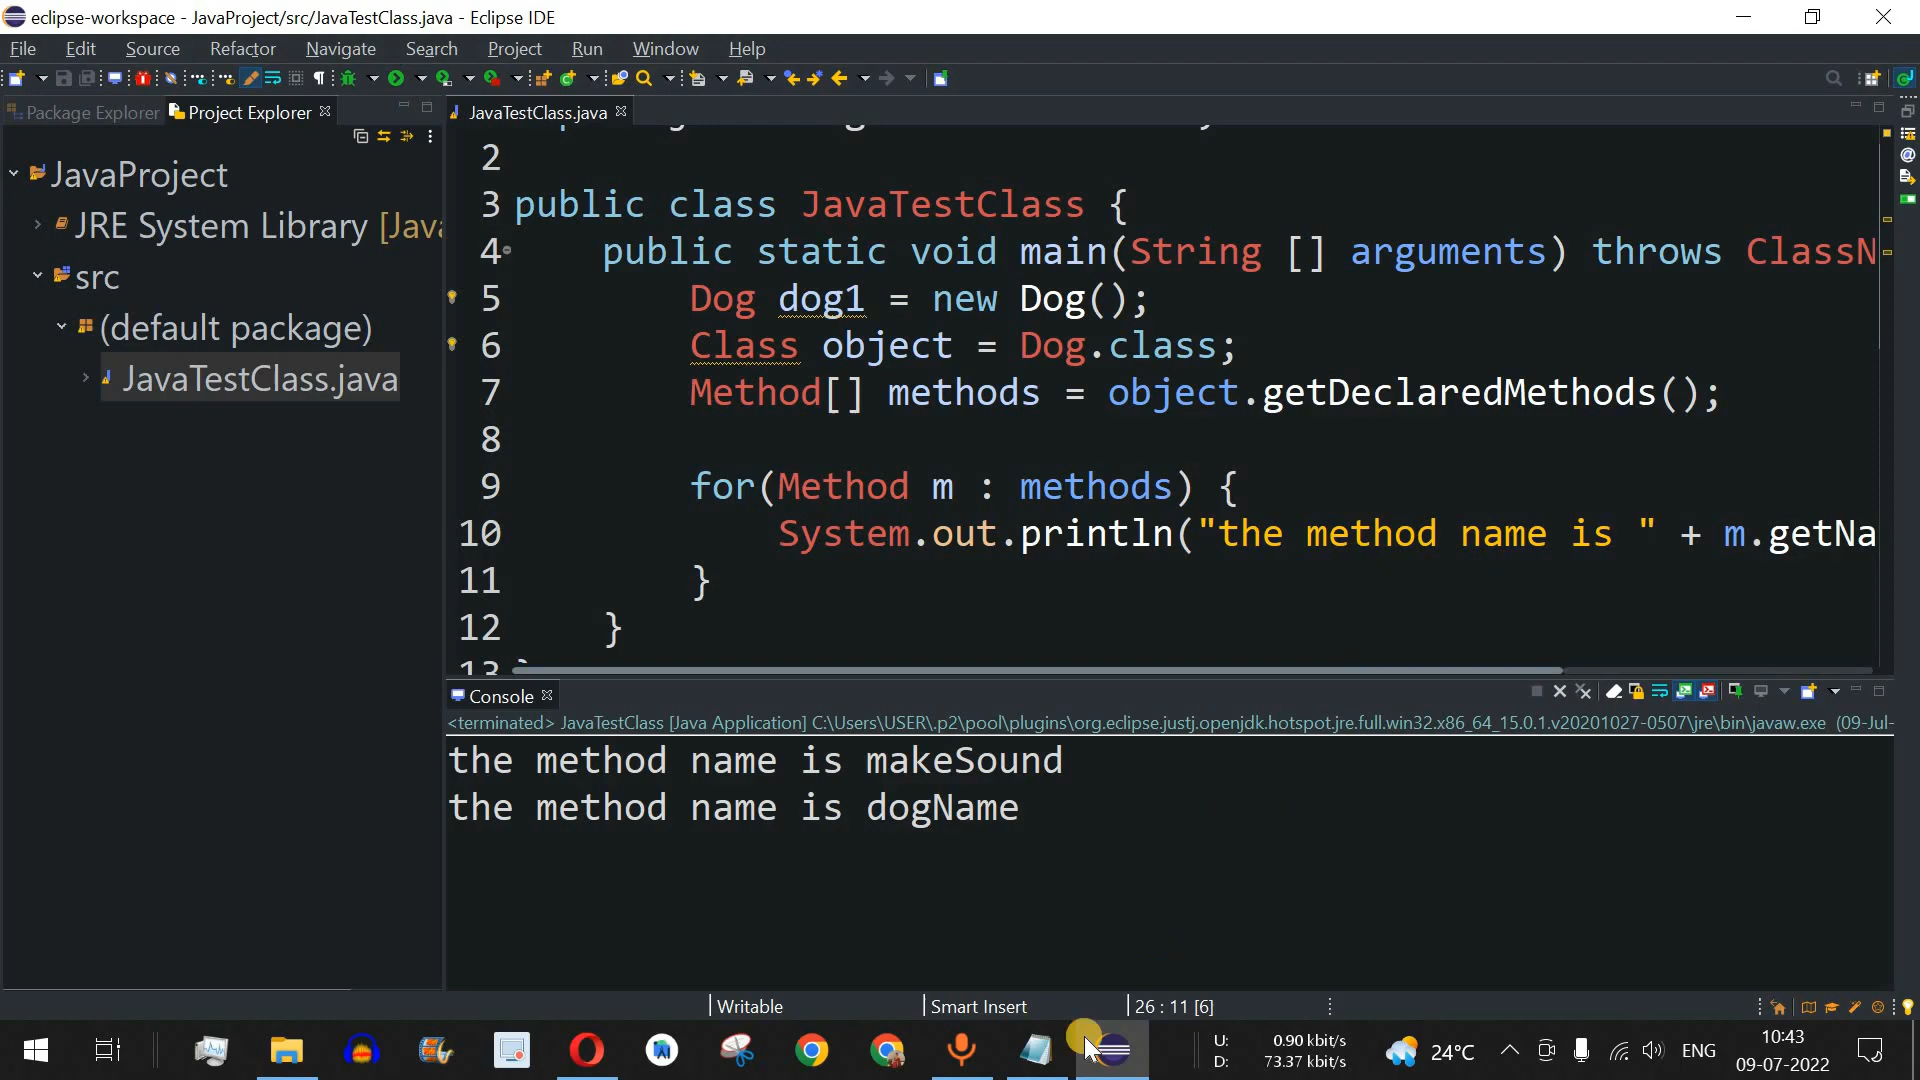 eclipse-workspace - JavaProject/src/JavaTestClass.java - Eclipse IDE
File Edit Source Refactor Navigate Search Project Run Window Help
Package Explorer Project Explorer
JavaTestClass.java
JavaProject
JRE System Library [Java
src
(default package)
JavaTestClass.java
2
3 public class JavaTestClass {
4 public static void main(String [] arguments) throws ClassN
5 Dog dog1 = new Dog();
6 Class object = Dog.class;
7 Method[] methods = object.getDeclaredMethods();
8
9 for(Method m : methods) {
10 System.out.println("the method name is " + m.getNa
11 }
12 }
13
Console
<terminated> JavaTestClass [Java Application] C:\Users\USER\.p2\pool\plugins\org.eclipse.justj.openjdk.hotspot.jre.full.win32.x86_64_15.0.1.v20201027-0507\jre\bin\javaw.exe (09-Jul-
the method name is makeSound
the method name is dogName
Writable Smart Insert 26 : 11 [6]
U: 0.90 kbit/s
D: 73.37 kbit/s
24°C
ENG
10:43
09-07-2022